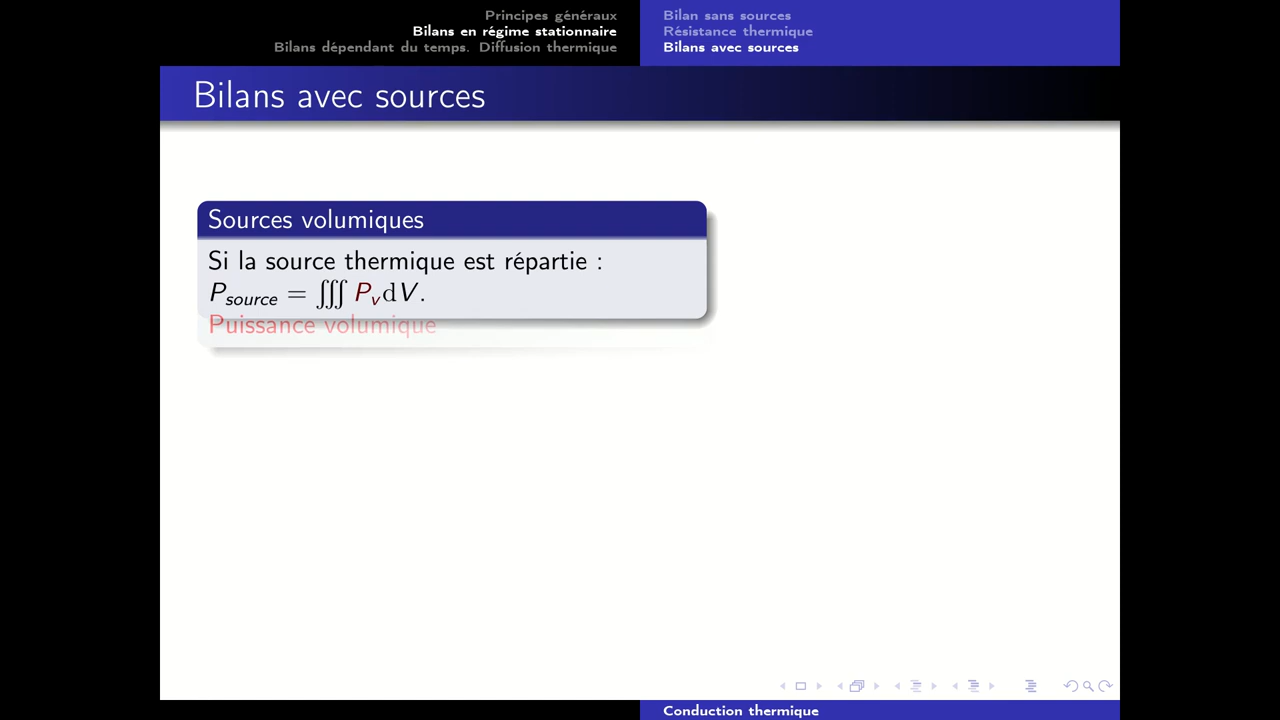 Principes généraux
Bilans en régime stationnaire
Bilans dépendant du temps. Diffusion thermique
Bilan sans sources
Résistance thermique
Bilans avec sources
Bilans avec sources
Sources volumiques
Si la source thermique est répartie :
P_source = ∭ P_v dV.
Puissance volumique
Conduction thermique